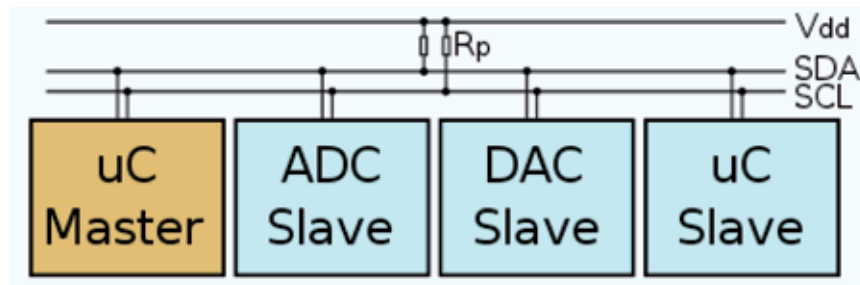 Vdd
Rp
SDA
SCL
uC
Master
ADC
Slave
DAC
Slave
uC
Slave